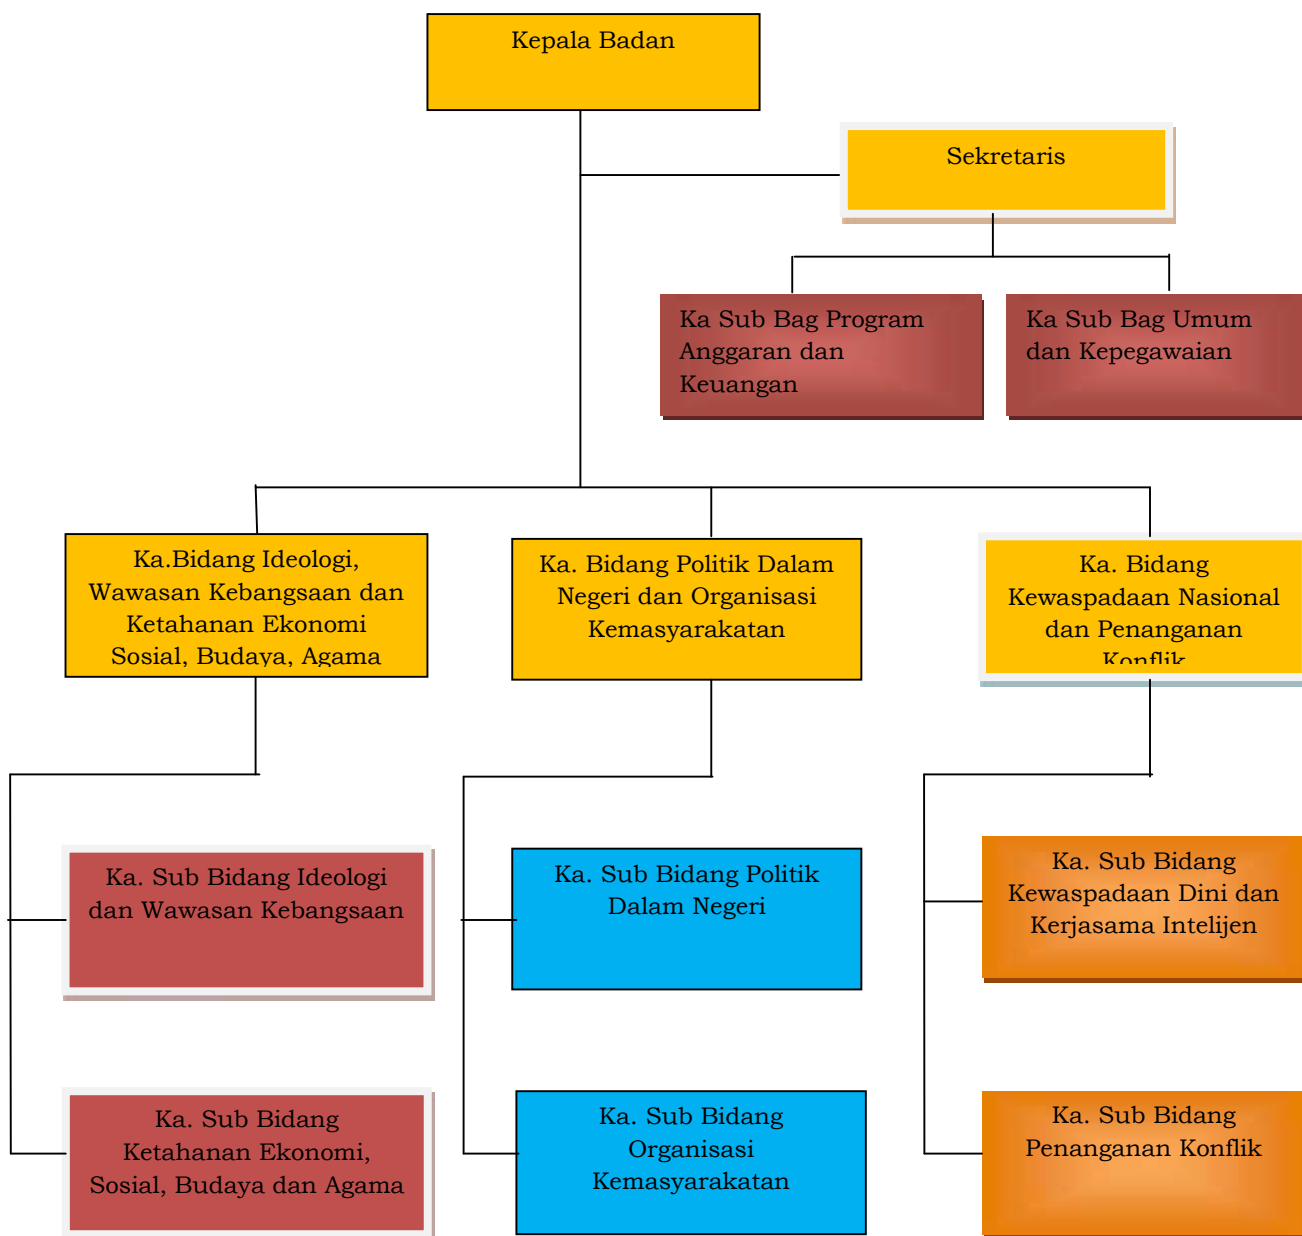 Kepala Badan
Sekretaris
Ka Sub Bag Program
Anggaran dan
Keuangan
Ka Sub Bag Umum
dan Kepegawaian
Ka.Bidang Ideologi,
Wawasan Kebangsaan dan
Ketahanan Ekonomi
Sosial, Budaya, Agama
Ka. Bidang Politik Dalam
Negeri dan Organisasi
Kemasyarakatan
Ka. Bidang
Kewaspadaan Nasional
dan Penanganan
Konflik
Ka. Sub Bidang Ideologi
dan Wawasan Kebangsaan
Ka. Sub Bidang Politik
Dalam Negeri
Ka. Sub Bidang
Kewaspadaan Dini dan
Kerjasama Intelijen
Ka. Sub Bidang
Ketahanan Ekonomi,
Sosial, Budaya dan Agama
Ka. Sub Bidang
Organisasi
Kemasyarakatan
Ka. Sub Bidang
Penanganan Konflik